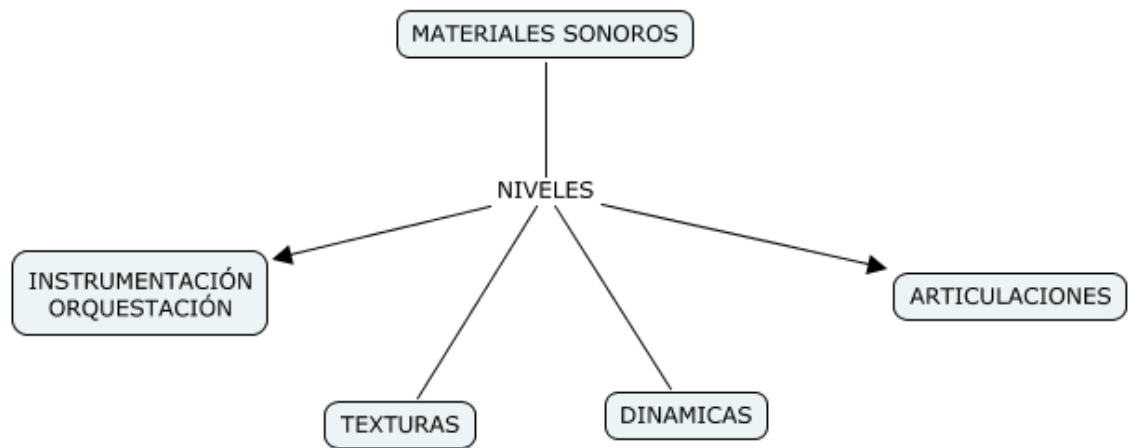 MATERIALES SONOROS
NIVELES
INSTRUMENTACIÓN
ORQUESTACIÓN
ARTICULACIONES
TEXTURAS
DINAMICAS